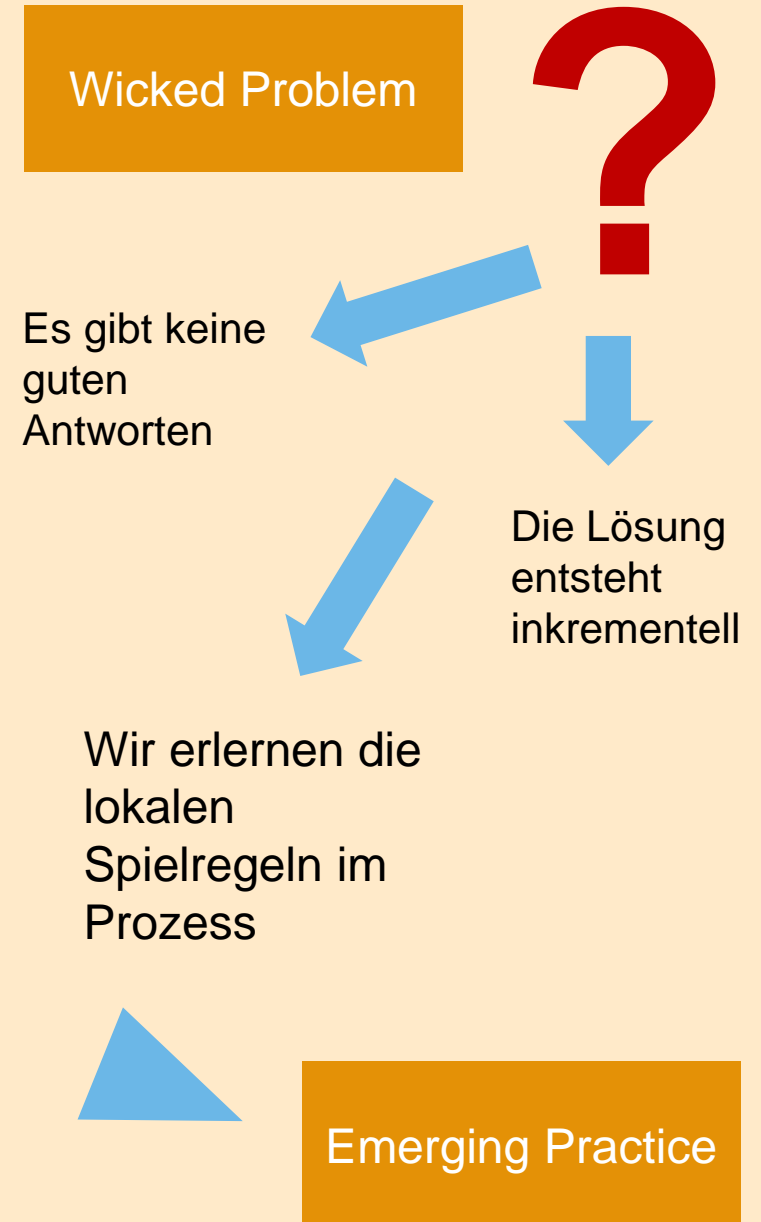 Wicked Problem
?
Es gibt keine
guten
Antworten
Die Lösung
entsteht
inkrementell
Wir erlernen die
lokalen
Spielregeln im
Prozess
Emerging Practice